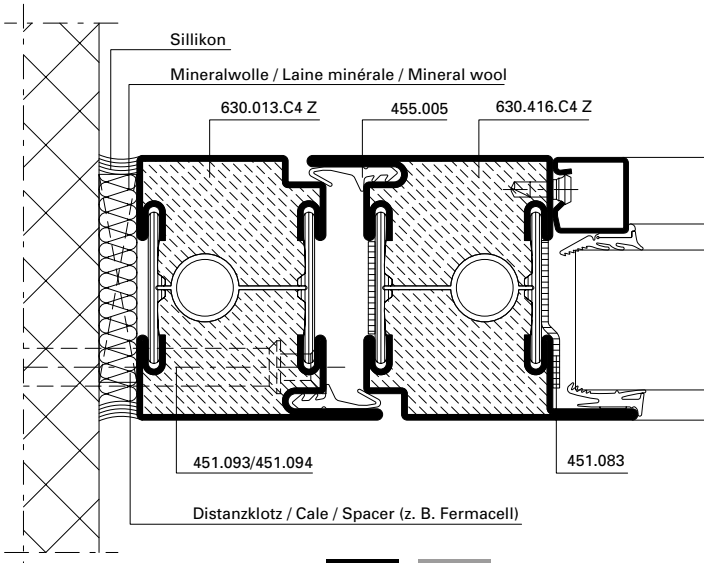 Sillikon
Mineralwolle / Laine minérale / Mineral wool
630.013.C4 Z
455.005
630.416.C4 Z
451.093/451.094
451.083
Distanzklotz / Cale / Spacer (z. B. Fermacell)